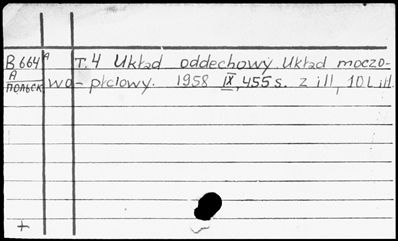 В 664 А Т. 4 Układ oddechowy. Układ moczo-
А
польск wo-płciowy. 1958 IX, 455 s. z ill, 10 l. ill.
+